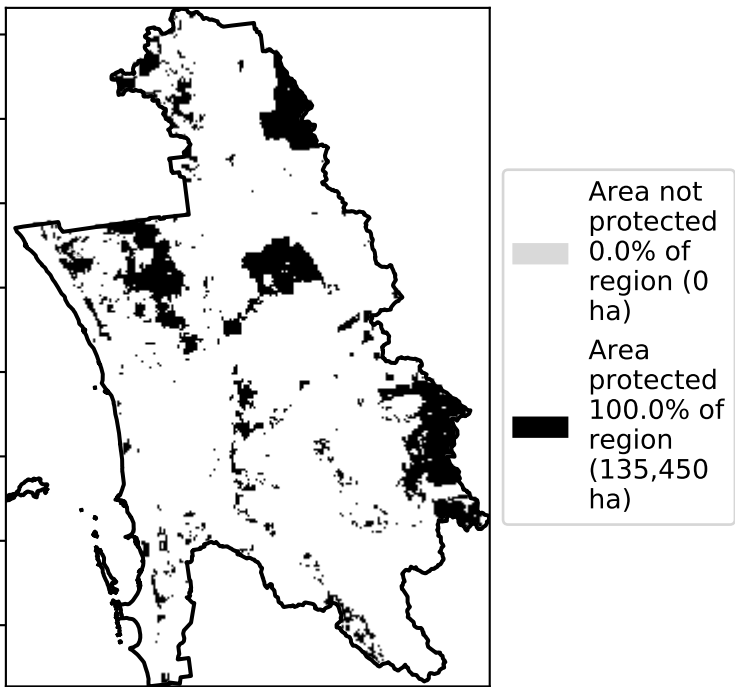 Area not
protected
0.0% of
region (0
ha)
Area
protected
100.0% of
region
(135,450
ha)